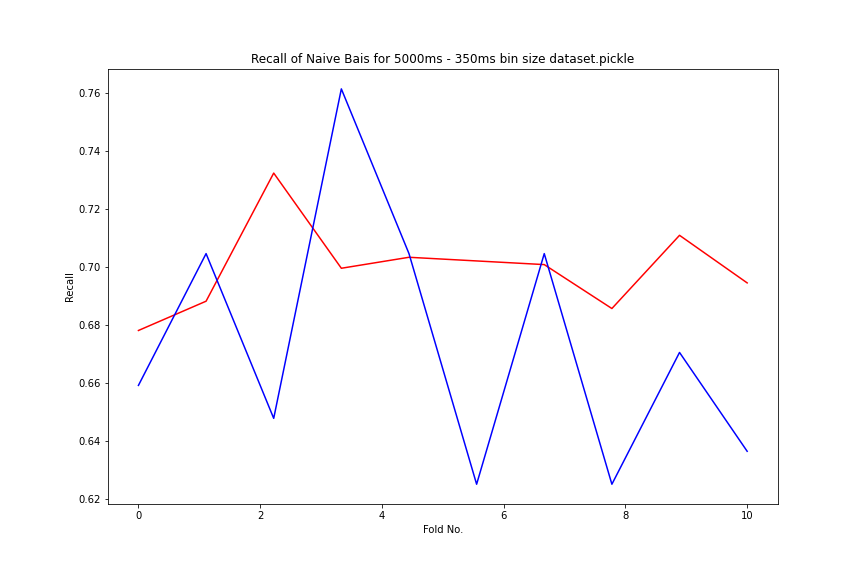 Recall of Naive Bais for 5000ms - 350ms bin size dataset.pickle
0.76
0.74
0.72
0.70
0.68
0.66
0.64
0.62
Recall
0 2 4 6 8 10
Fold No.